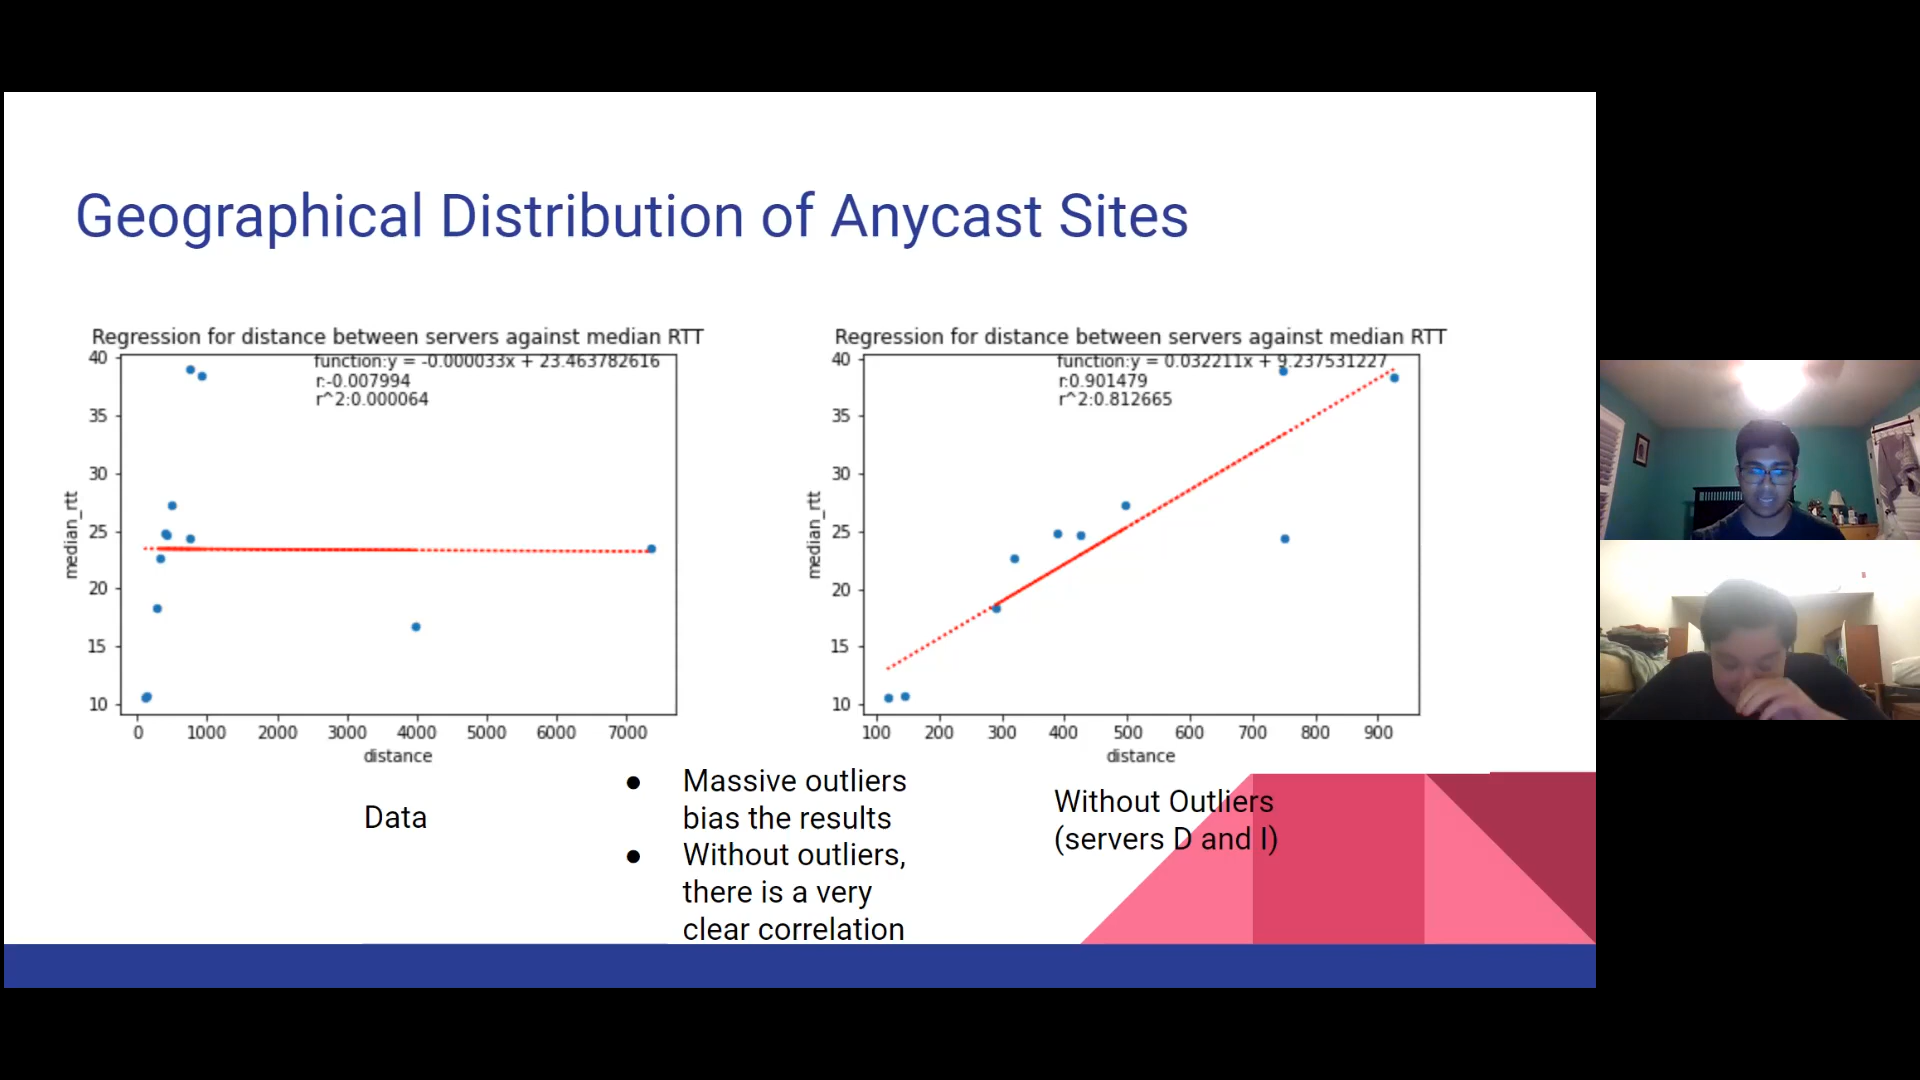 Geographical Distribution of Anycast Sites
Regression for distance between servers against median RTT
function:y = -0.000033x + 23.463782616
r:-0.007994
r^2:0.000064
median_rtt
40
35
30
25
20
15
10
0 1000 2000 3000 4000 5000 6000 7000
distance
Data
Regression for distance between servers against median RTT
function:y = 0.032211x + 9.237531227
r:0.901479
r^2:0.812665
median_rtt
40
35
30
25
20
15
10
100 200 300 400 500 600 700 800 900
distance
● Massive outliers
bias the results
● Without outliers,
there is a very
clear correlation
Without Outliers
(servers D and I)